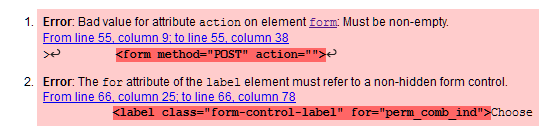 1. Error: Bad value for attribute action on element form: Must be non-empty.
From line 55, column 9; to line 55, column 38
>↩        <form method="POST" action="">↩
2. Error: The for attribute of the label element must refer to a non-hidden form control.
From line 66, column 25; to line 66, column 78
<label class="form-control-label" for="perm_comb_ind">Choose